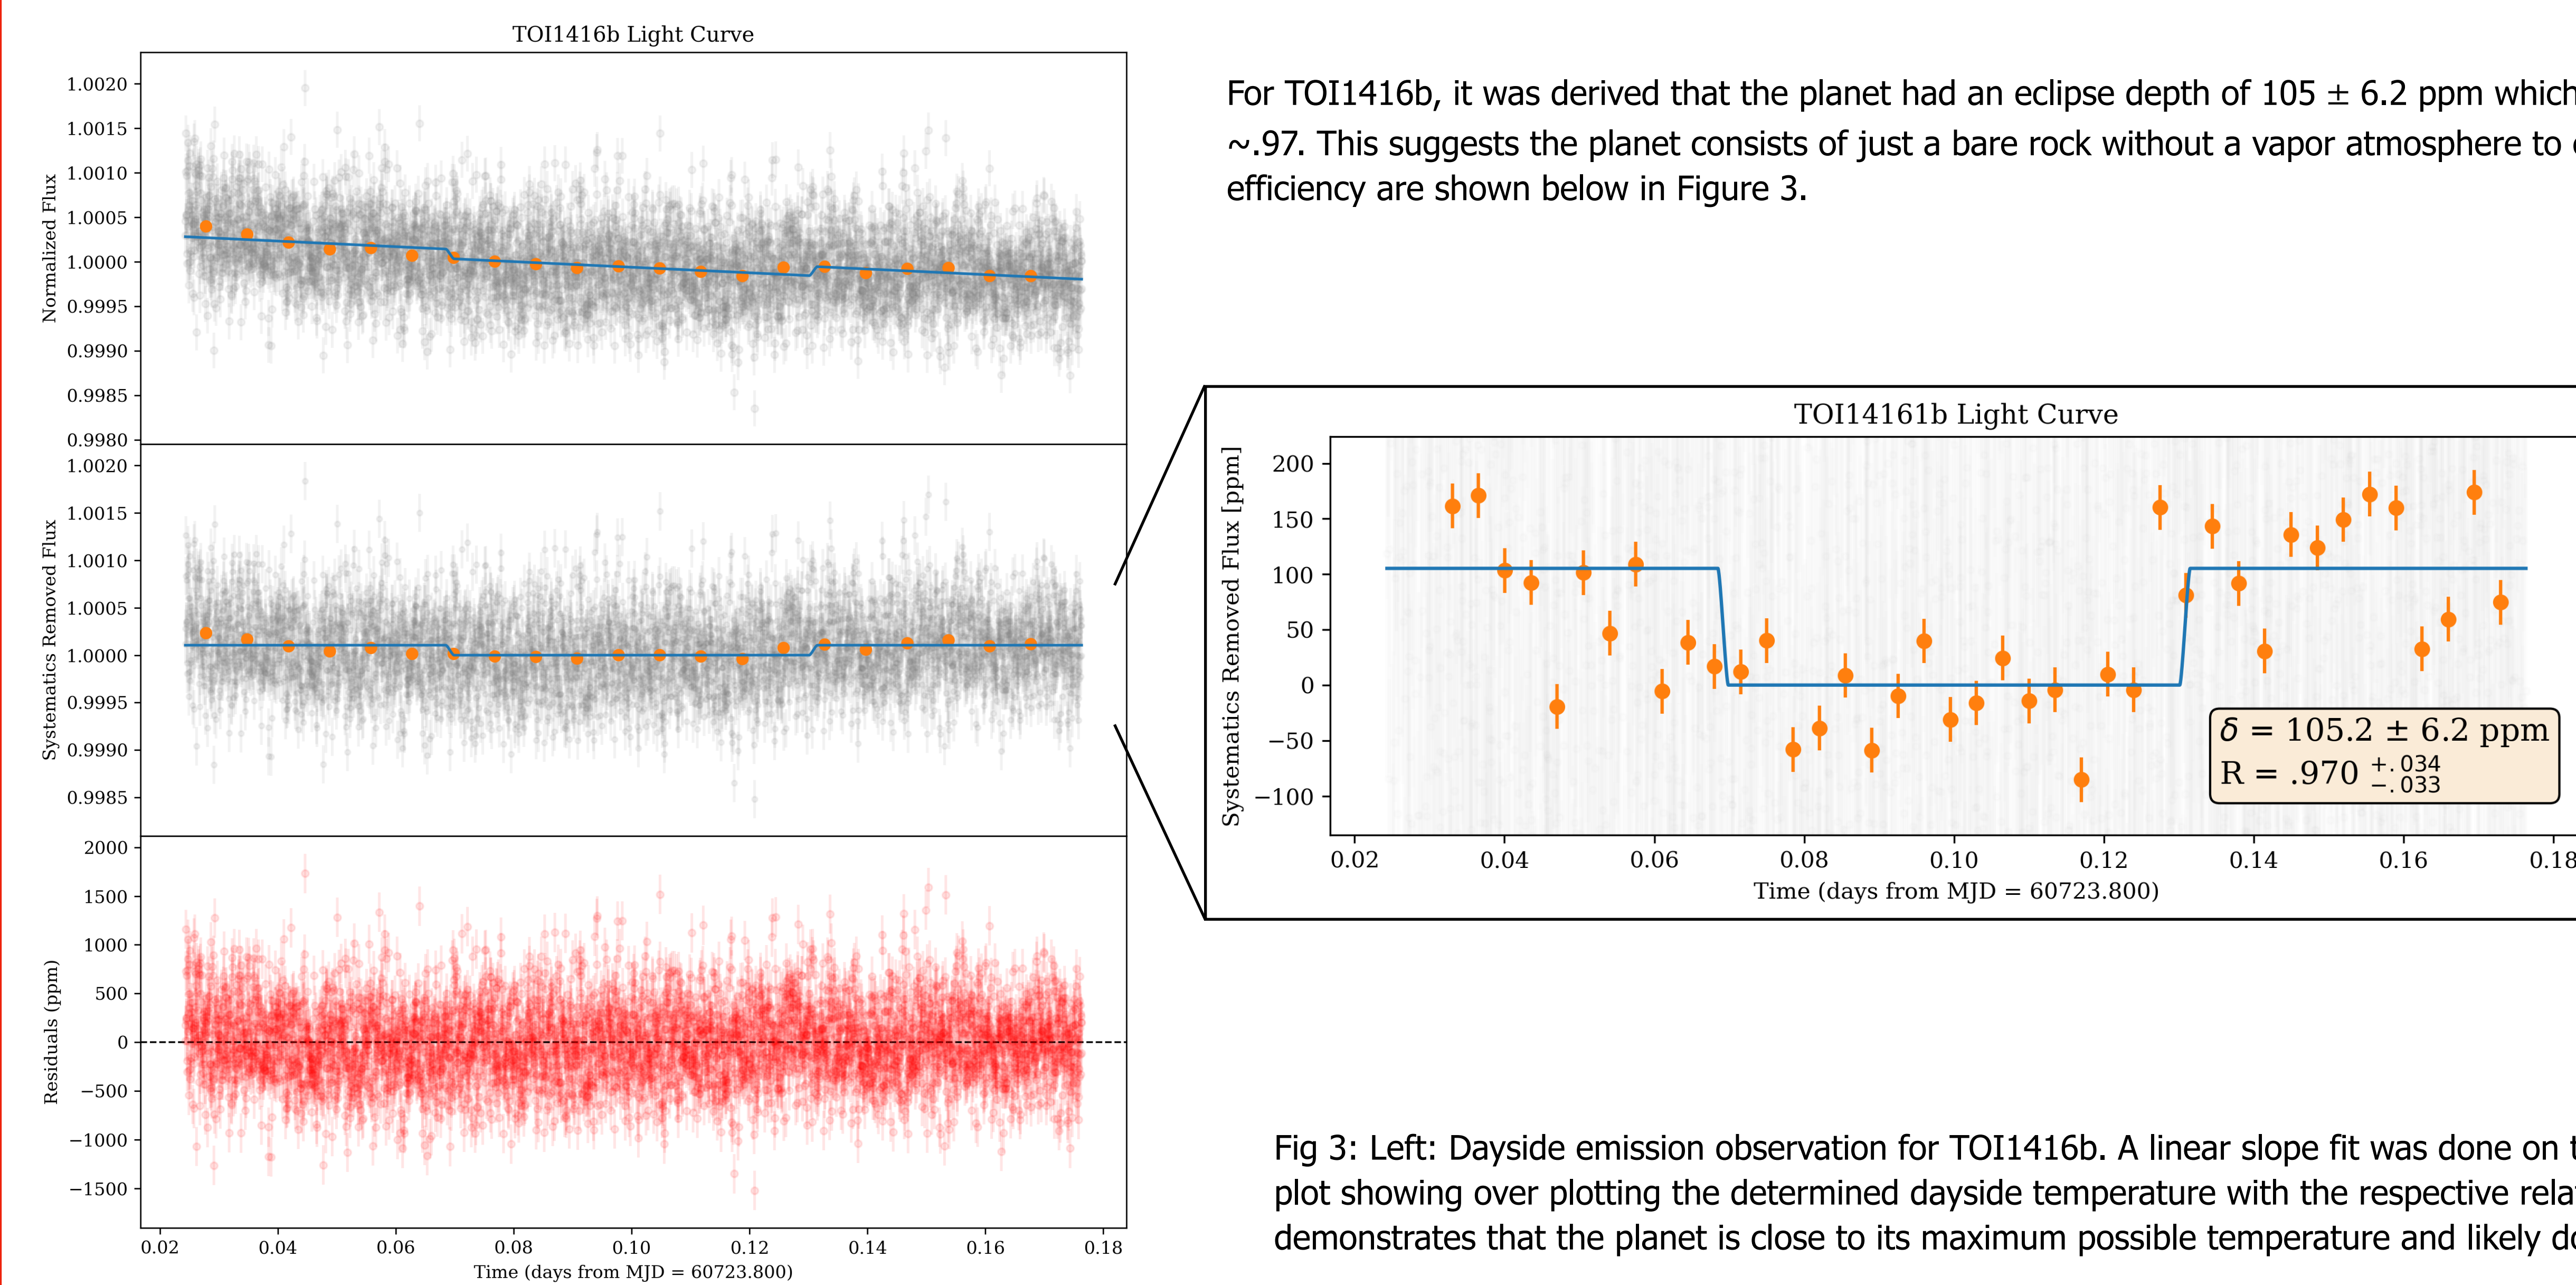 TOI1416b Light Curve
1.0020
1.0015
1.0010
1.0005
1.0000
0.9995
0.9990
0.9985
0.9980
Normalized Flux
1.0020
1.0015
1.0010
1.0005
1.0000
0.9995
0.9990
0.9985
Systematics Removed Flux
2000
1500
1000
500
0
−500
−1000
−1500
Residuals (ppm)
0.02 0.04 0.06 0.08 0.10 0.12 0.14 0.16 0.18
Time (days from MJD = 60723.800)
For TOI1416b, it was derived that the planet had an eclipse depth of 105 ± 6.2 ppm which
~.97. This suggests the planet consists of just a bare rock without a vapor atmosphere to
efficiency are shown below in Figure 3.
TOI14161b Light Curve
200
150
100
50
0
−50
−100
Systematics Removed Flux [ppm]
δ = 105.2 ± 6.2 ppm
R = .970 +.034 −.033
0.02 0.04 0.06 0.08 0.10 0.12 0.14 0.16 0.18
Time (days from MJD = 60723.800)
Fig 3: Left: Dayside emission observation for TOI1416b. A linear slope fit was done on
plot showing over plotting the determined dayside temperature with the respective
demonstrates that the planet is close to its maximum possible temperature and likely